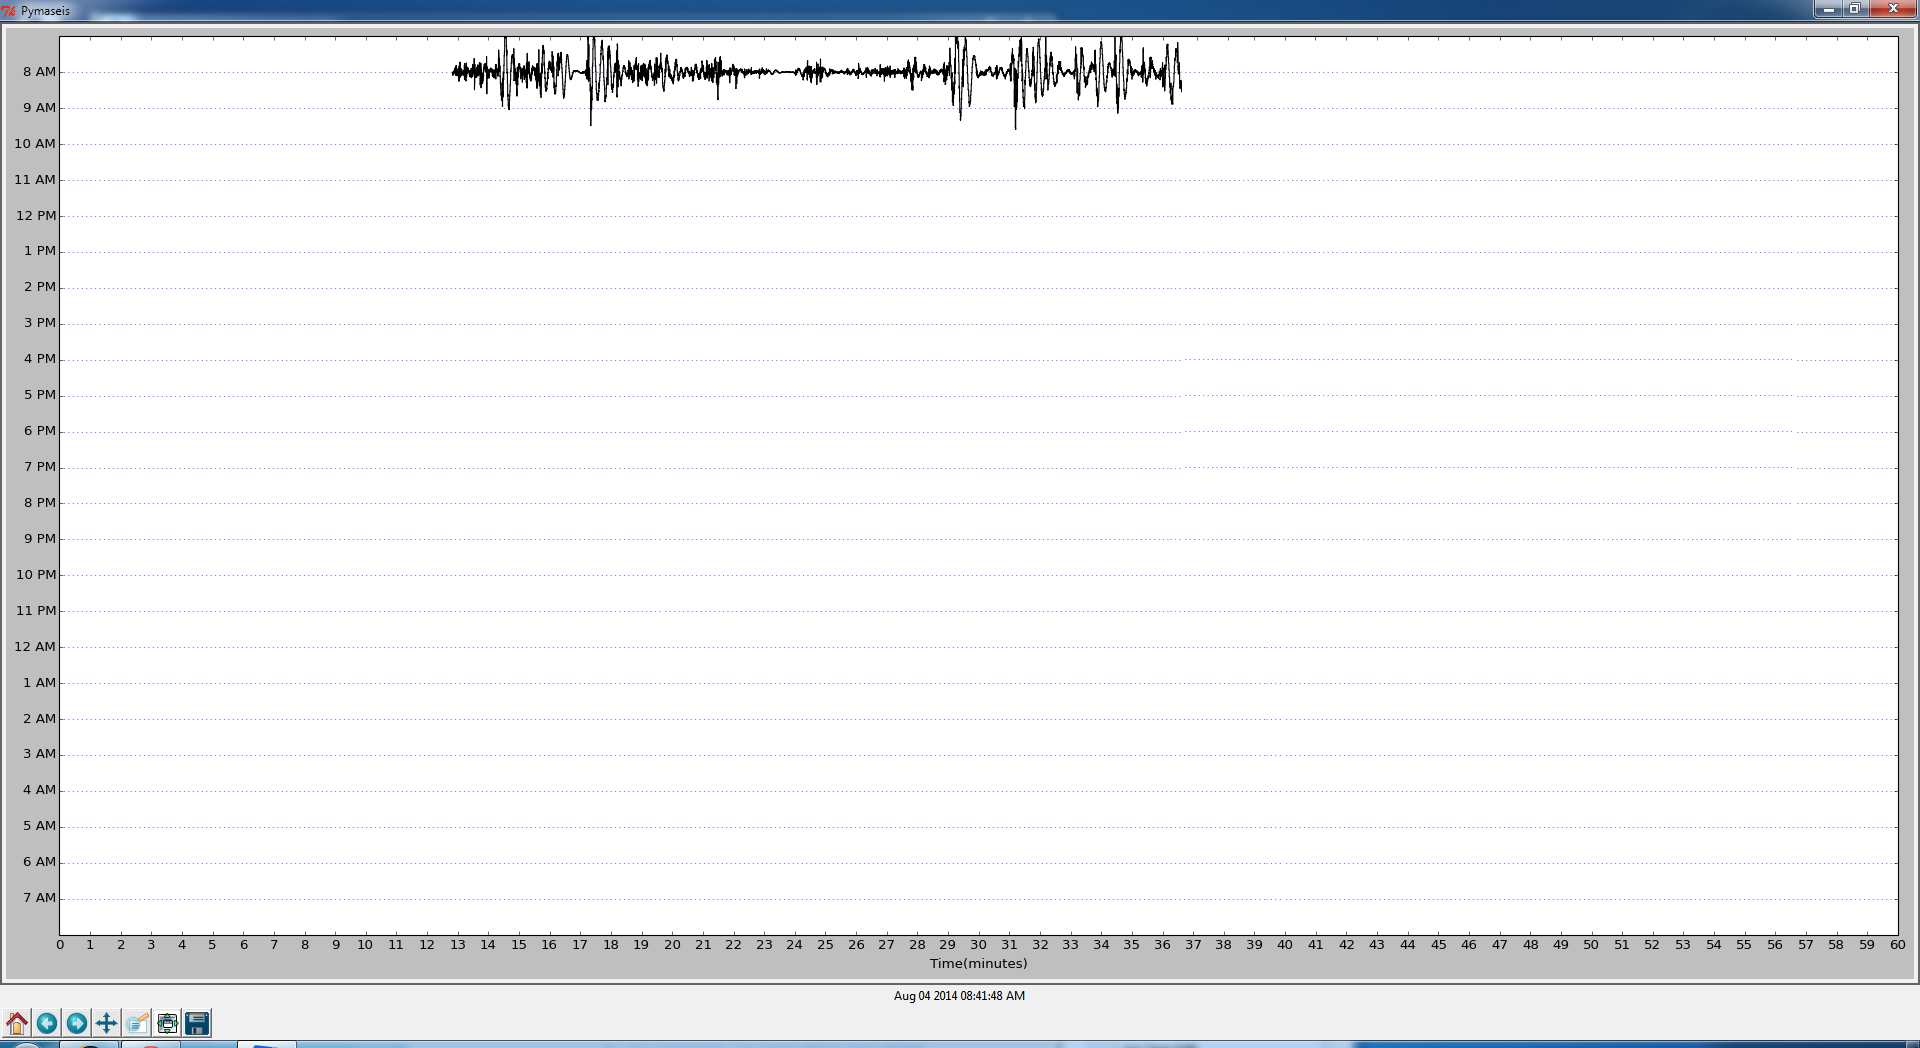 Pymaseis
8 AM
9 AM
10 AM
11 AM
12 PM
1 PM
2 PM
3 PM
4 PM
5 PM
6 PM
7 PM
8 PM
9 PM
10 PM
11 PM
12 AM
1 AM
2 AM
3 AM
4 AM
5 AM
6 AM
7 AM
0 1 2 3 4 5 6 7 8 9 10 11 12 13 14 15 16 17 18 19 20 21 22 23 24 25 26 27 28 29 30 31 32 33 34 35 36 37 38 39 40 41 42 43 44 45 46 47 48 49 50 51 52 53 54 55 56 57 58 59 60
Time(minutes)
Aug 04 2014 08:41:48 AM